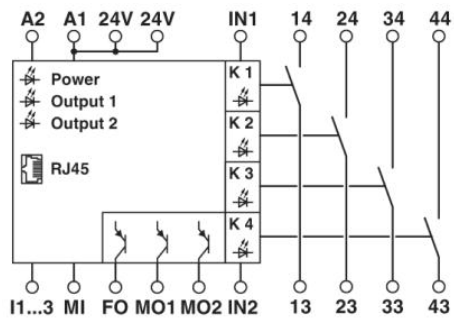 A2 A1 24V 24V IN1 14 24 34 44
K 1
Power
Output 1
K 2
Output 2
RJ45
K 3
K 4
I1...3 MI FO MO1 MO2 IN2 13 23 33 43